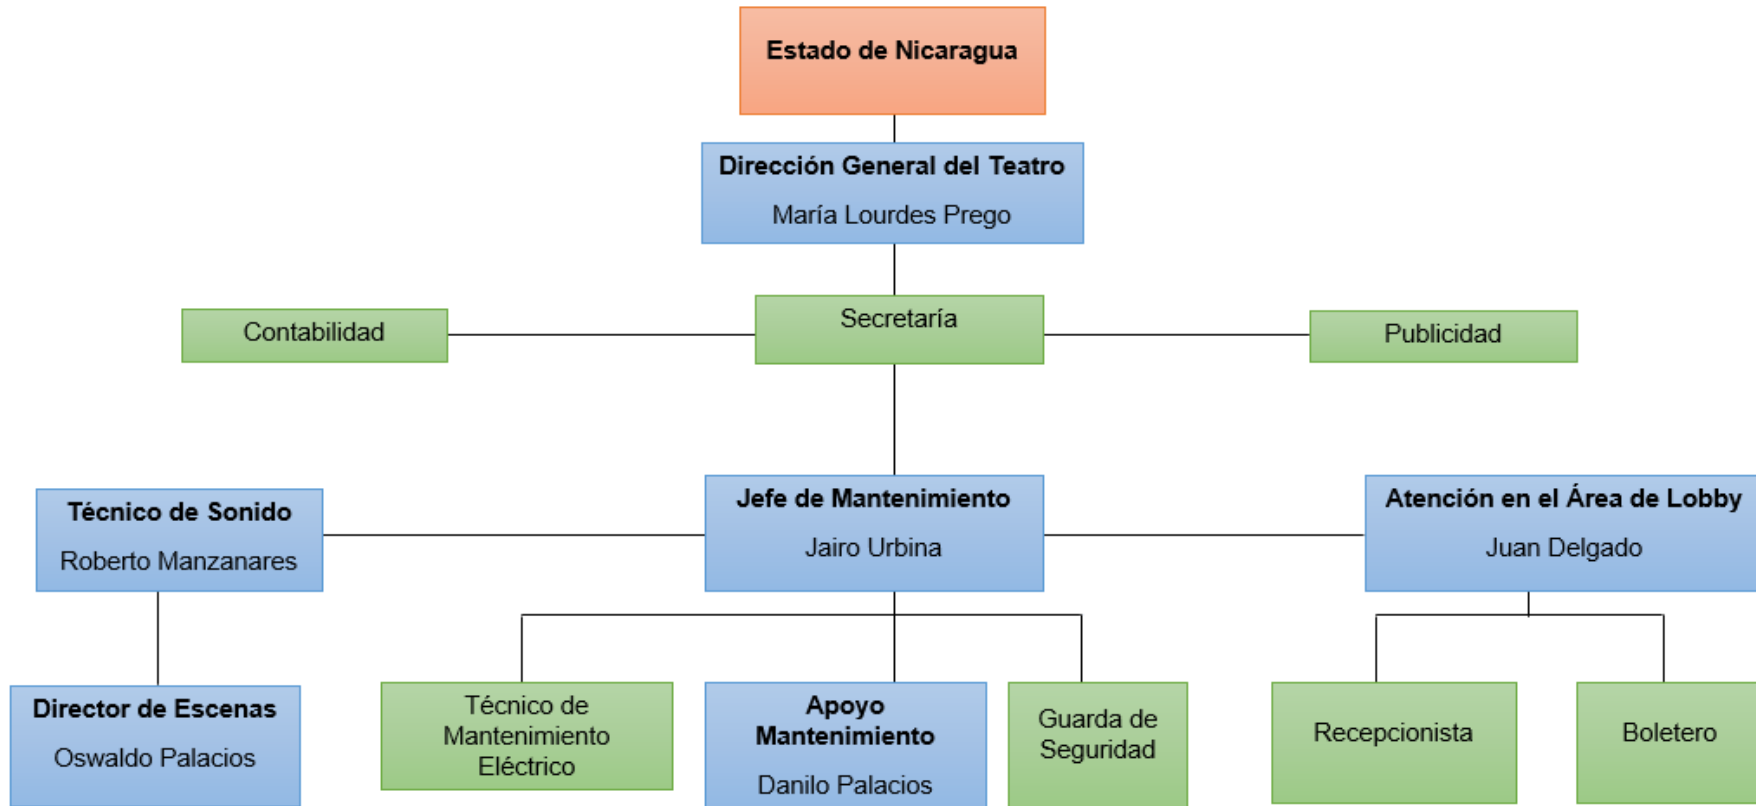 Estado de Nicaragua
Dirección General del Teatro
María Lourdes Prego
Contabilidad
Secretaría
Publicidad
Técnico de Sonido
Roberto Manzanares
Jefe de Mantenimiento
Jairo Urbina
Atención en el Área de Lobby
Juan Delgado
Director de Escenas
Oswaldo Palacios
Técnico de
Mantenimiento
Eléctrico
Apoyo
Mantenimiento
Danilo Palacios
Guarda de
Seguridad
Recepcionista
Boletero